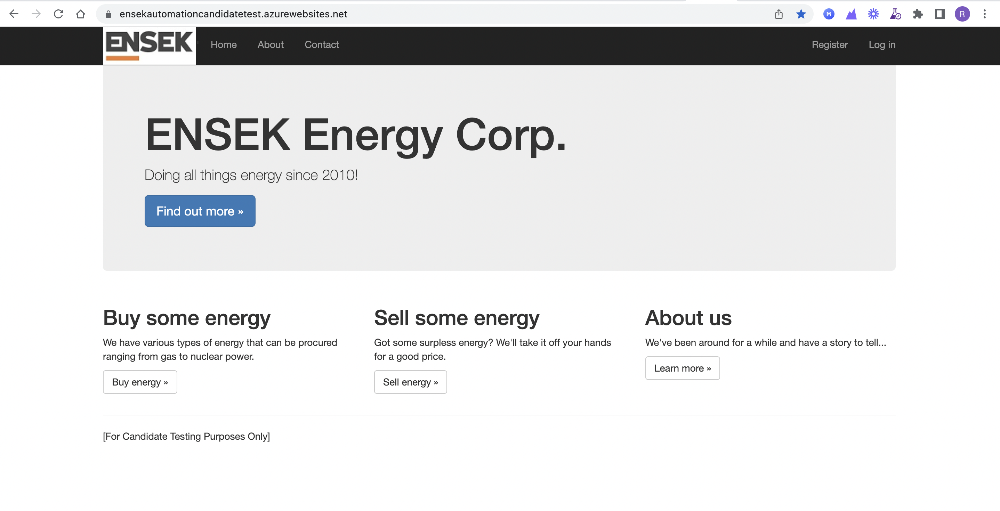 ensekautomationcandidatetest.azurewebsites.net
M
R
ENSEK
Home About Contact Register Log in
ENSEK Energy Corp.
Doing all things energy since 2010!
Find out more »
Buy some energy
We have various types of energy that can be procured
ranging from gas to nuclear power.
Buy energy »
Sell some energy
Got some surpless energy? We'll take it off your hands
for a good price.
Sell energy »
About us
We've been around for a while and have a story to tell...
Learn more »
[For Candidate Testing Purposes Only]